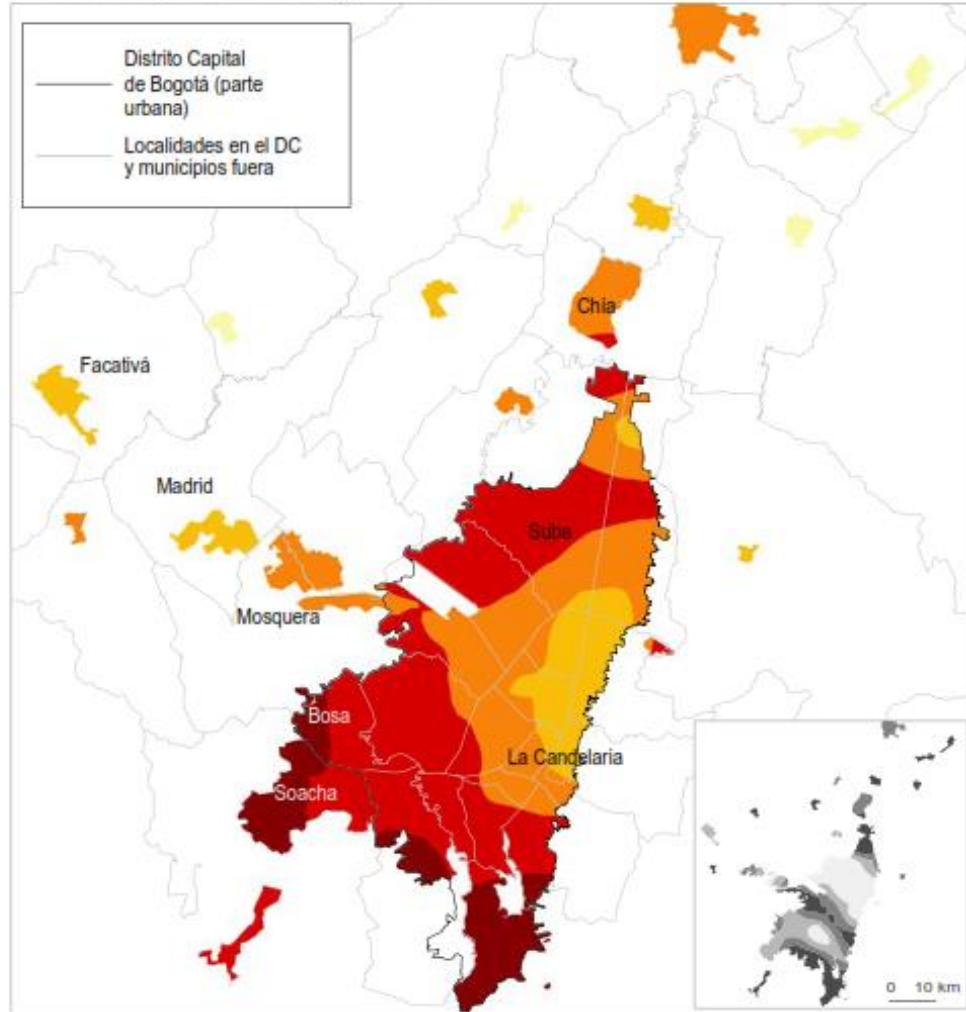 Distrito Capital
de Bogotá (parte
urbana)
Localidades en el DC
y municipios fuera
Chía
Facativá
Madrid
Suba
Mosquera
Bosa
La Candelaria
Soacha
0 10 km